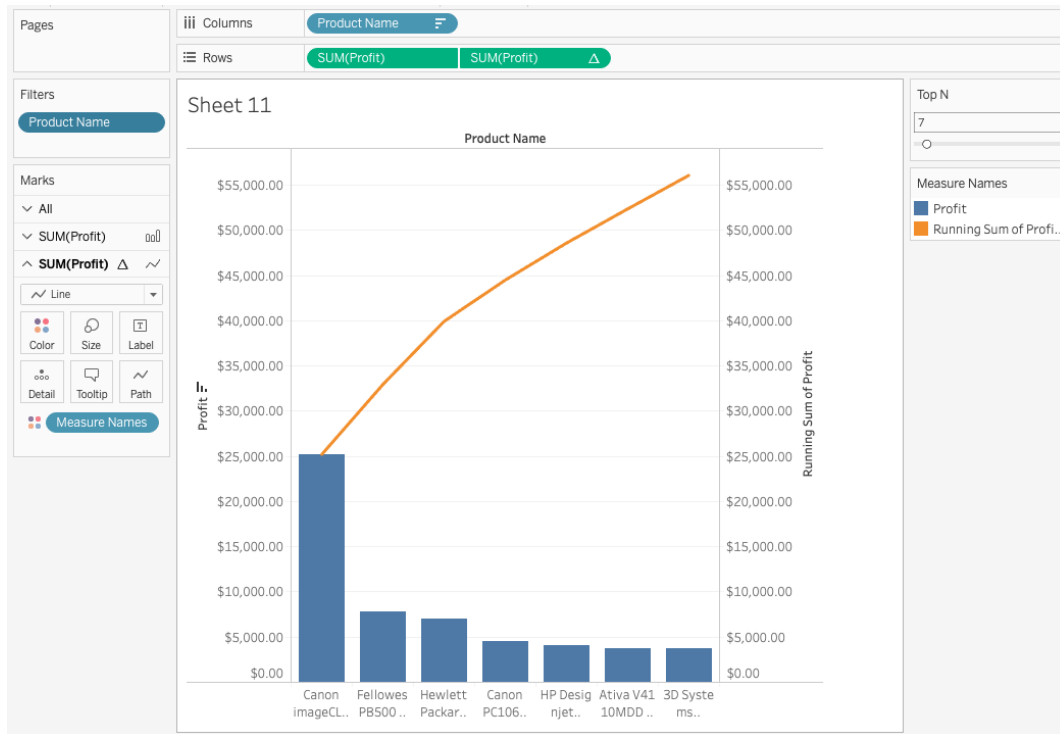 Pages
Columns
Product Name
Rows
SUM(Profit)
SUM(Profit)
Filters
Product Name
Marks
All
SUM(Profit)
SUM(Profit)
Line
Color
Size
Label
Detail
Tooltip
Path
Measure Names
Sheet 11
Product Name
Profit
$55,000.00
$50,000.00
$45,000.00
$40,000.00
$35,000.00
$30,000.00
$25,000.00
$20,000.00
$15,000.00
$10,000.00
$5,000.00
$0.00
Canon
imageCL..
Fellowes
PB500 ..
Hewlett
Packar..
Canon
PC106..
HP Desig
njet..
Ativa V41
10MDD ..
3D Syste
ms..
$55,000.00
$50,000.00
$45,000.00
$40,000.00
$35,000.00
$30,000.00
$25,000.00
$20,000.00
$15,000.00
$10,000.00
$5,000.00
$0.00
Running Sum of Profit
Top N
7
Measure Names
Profit
Running Sum of Profi..